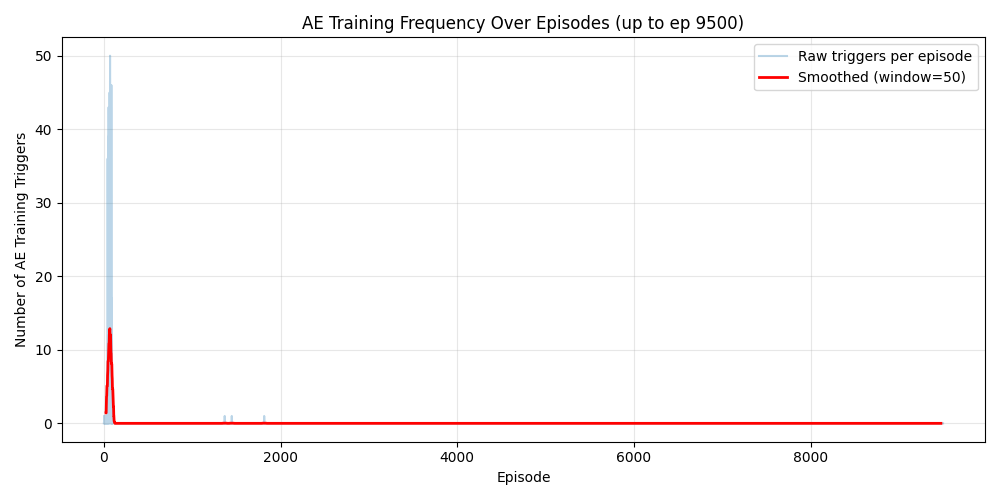 AE Training Frequency Over Episodes (up to ep 9500)
Raw triggers per episode
Smoothed (window=50)
Number of AE Training Triggers
50
40
30
20
10
0
0 2000 4000 6000 8000
Episode